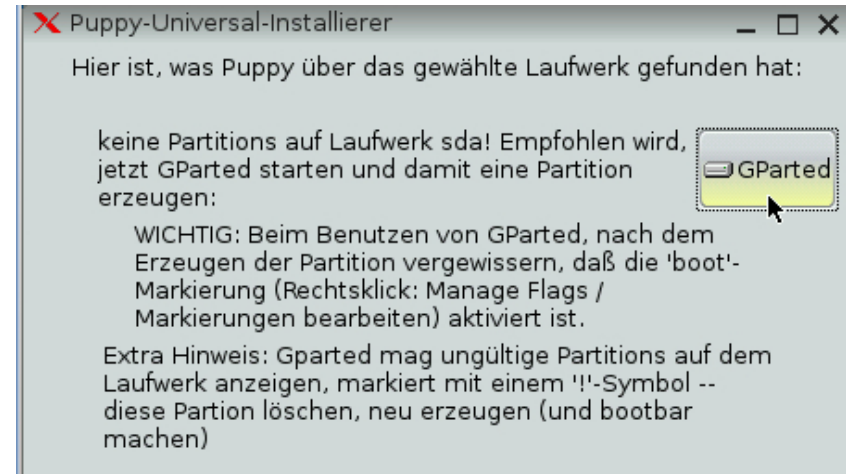 Puppy-Universal-Installierer
Hier ist, was Puppy über das gewählte Laufwerk gefunden hat:
keine Partitions auf Laufwerk sda! Empfohlen wird,
jetzt GParted starten und damit eine Partition
erzeugen:
GParted
WICHTIG: Beim Benutzen von GParted, nach dem
Erzeugen der Partition vergewissern, daß die 'boot'-
Markierung (Rechtsklick: Manage Flags /
Markierungen bearbeiten) aktiviert ist.
Extra Hinweis: Gparted mag ungültige Partitions auf dem
Laufwerk anzeigen, markiert mit einem '!'-Symbol --
diese Partion löschen, neu erzeugen (und bootbar
machen)